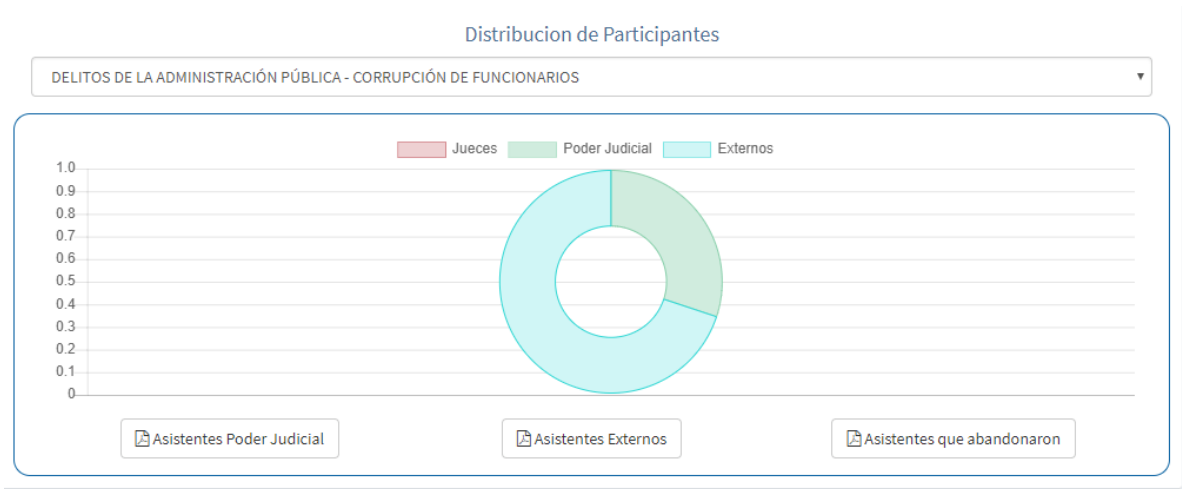 Distribucion de Participantes
DELITOS DE LA ADMINISTRACIÓN PÚBLICA - CORRUPCIÓN DE FUNCIONARIOS
Jueces Poder Judicial Externos
1.0
0.9
0.8
0.7
0.6
0.5
0.4
0.3
0.2
0.1
0
Asistentes Poder Judicial Asistentes Externos Asistentes que abandonaron